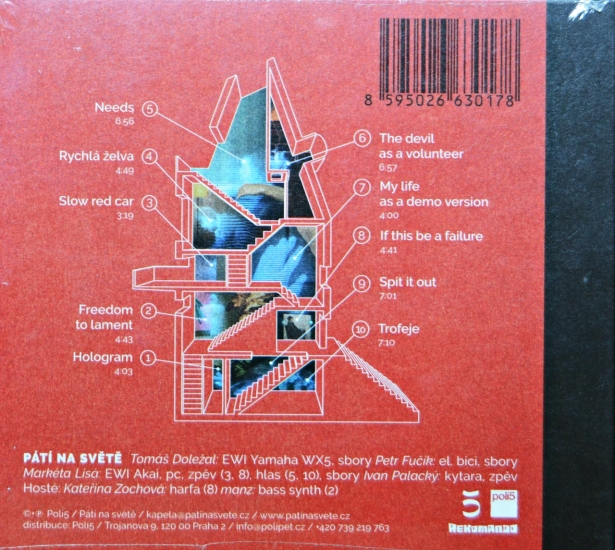 8 595026 630178
Needs 5
6:56
Rychlá želva 4
4:49
Slow red car 3
3:19
Freedom 2
to lament
4:43
Hologram 1
4:03
6 The devil
as a volunteer
6:57
7 My life
as a demo version
4:00
8 If this be a failure
4:41
9 Spit it out
7:01
10 Trofeje
7:10
PÁTÍ NA SVĚTĚ Tomáš Doležal: EWI Yamaha WX5, sbory Petr Fučík: el. bicí, sbory
Markéta Lisá: EWI Akai, pc, zpěv (3, 8), hlas (5, 10), sbory Ivan Palacký: kytara, zpěv
Hosté: Kateřina Zochová: harfa (8) manz: bass synth (2)
©+℗ Poli5 / Pátí na světě / kapela@patinasvete.cz / www.patinasvete.cz
distribuce: Poli5 / Trojanova 9, 120 00 Praha 2 / info@polipet.cz / +420 739 219 763
5
poli5